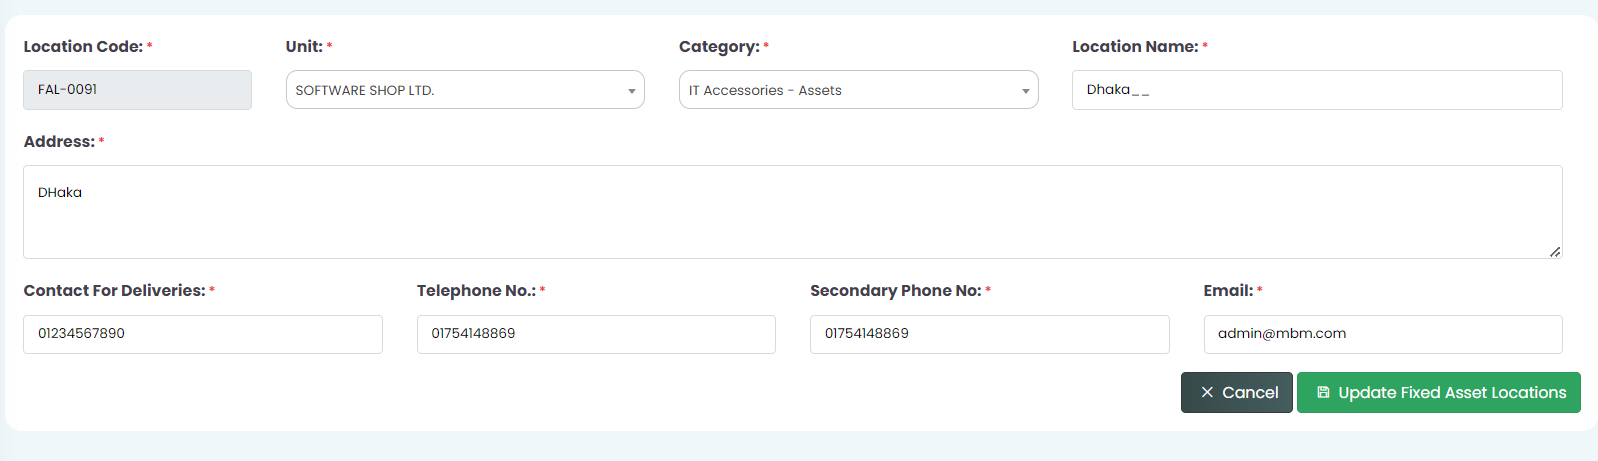 Location Code: * Unit: * Category: * Location Name: *
FAL-0091 SOFTWARE SHOP LTD. IT Accessories - Assets Dhaka__
Address: *
DHaka
Contact For Deliveries: * Telephone No.: * Secondary Phone No: * Email: *
01234567890 01754148869 01754148869 admin@mbm.com
Cancel Update Fixed Asset Locations